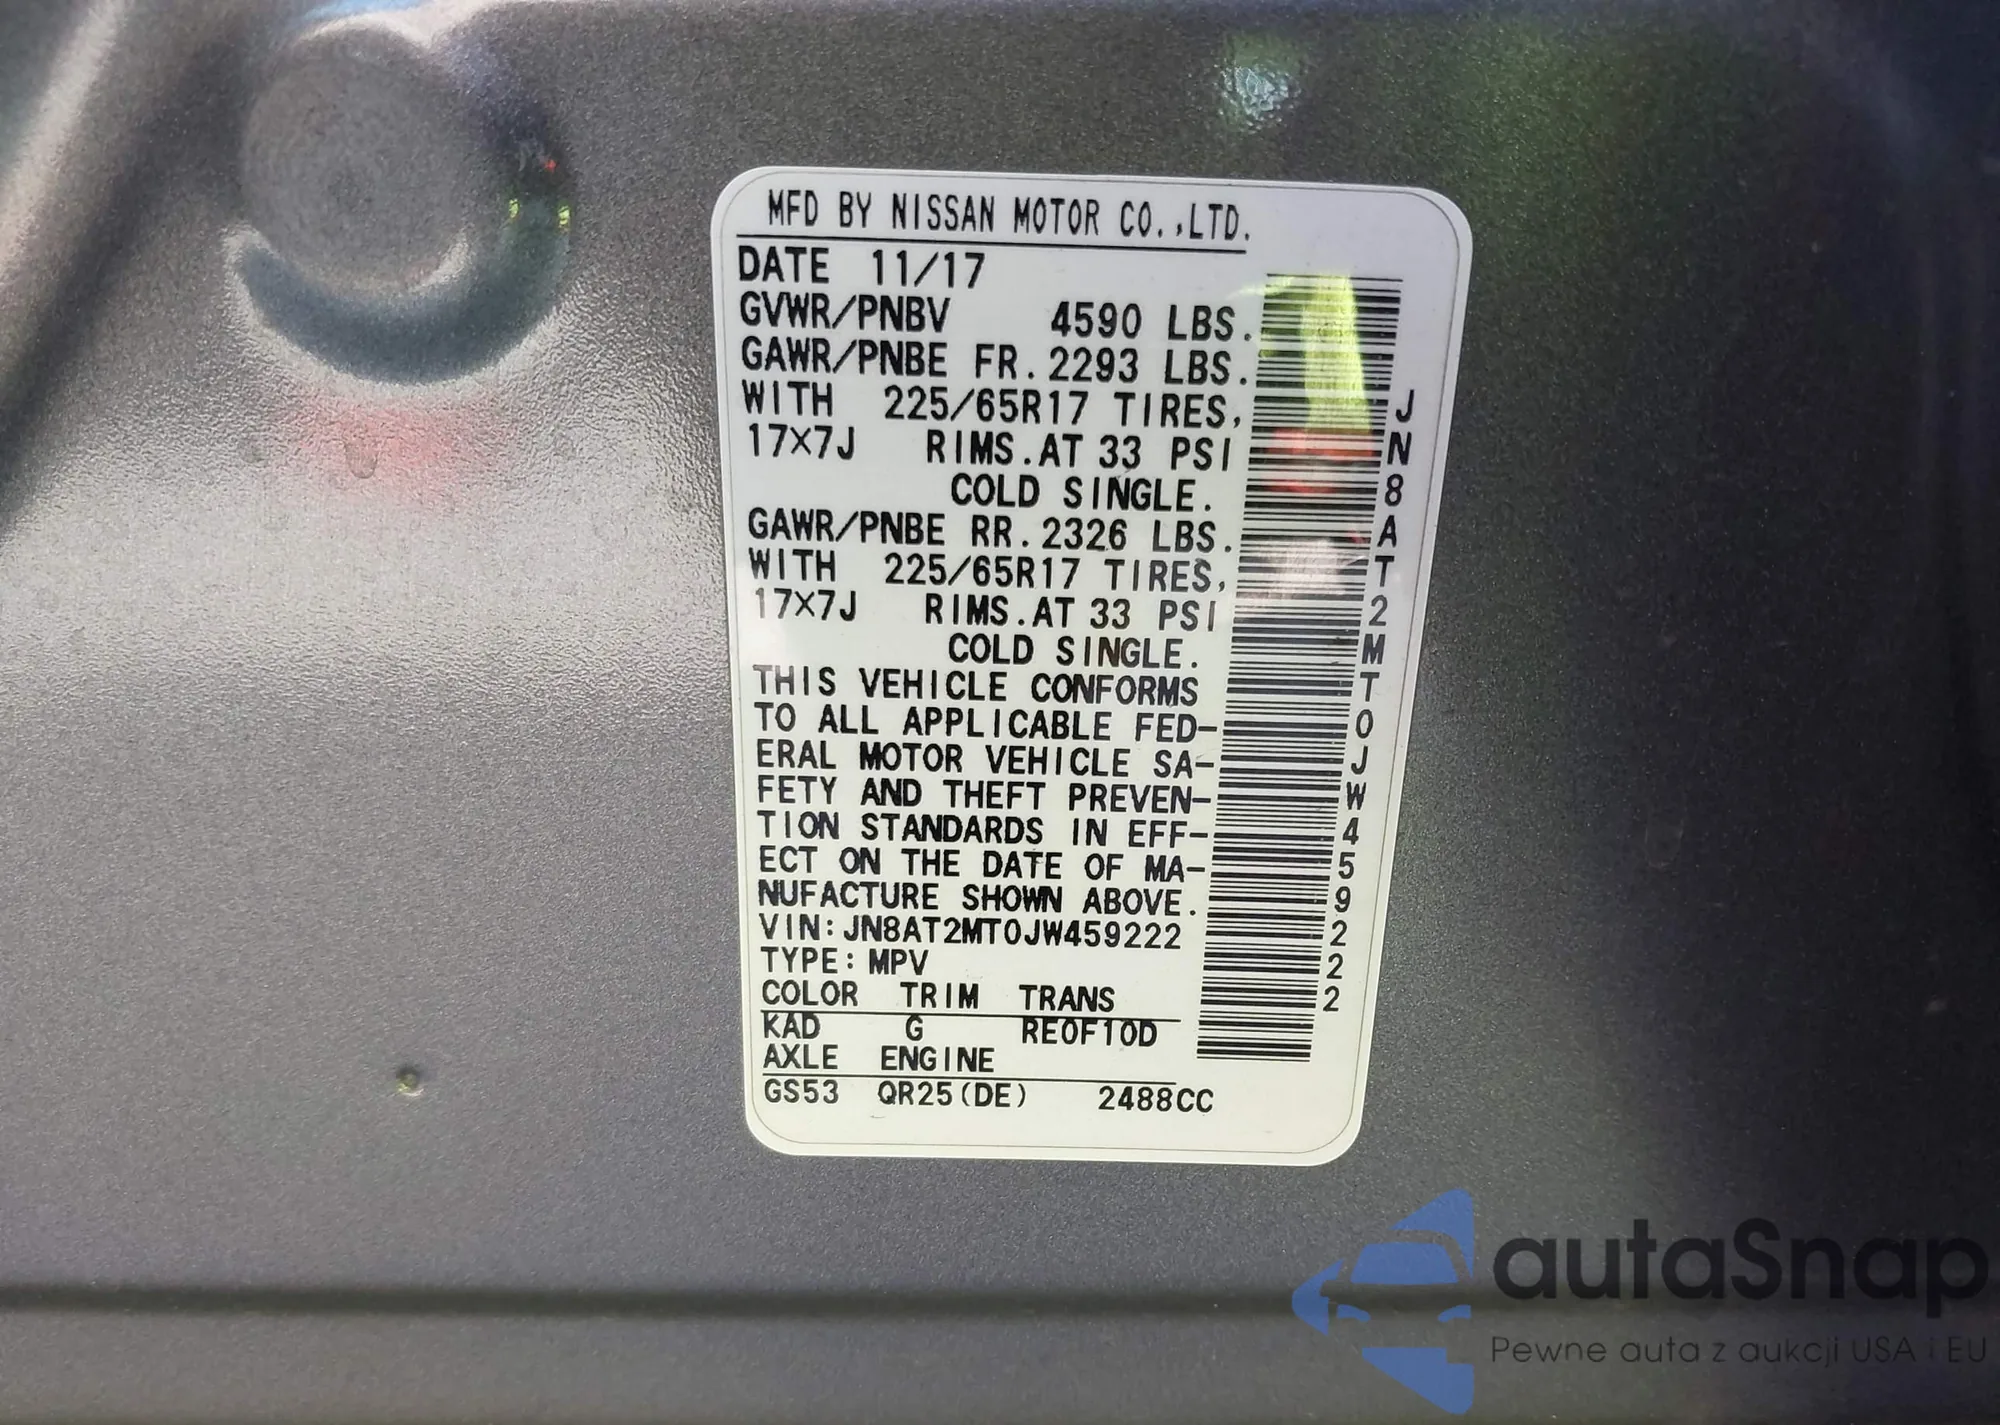 MFD BY NISSAN MOTOR CO.,LTD.
DATE 11/17
GVWR/PNBV 4590 LBS.
GAWR/PNBE FR. 2293 LBS.
WITH 225/65R17 TIRES,
17×7J RIMS.AT 33 PSI
COLD SINGLE.
GAWR/PNBE RR. 2326 LBS.
WITH 225/65R17 TIRES,
17×7J RIMS.AT 33 PSI
COLD SINGLE.
THIS VEHICLE CONFORMS
TO ALL APPLICABLE FED-
ERAL MOTOR VEHICLE SA-
FETY AND THEFT PREVEN-
TION STANDARDS IN EFF-
ECT ON THE DATE OF MA-
NUFACTURE SHOWN ABOVE.
VIN:JN8AT2MT0JW459222
TYPE:MPV
COLOR TRIM TRANS
KAD G RE0F10D
AXLE ENGINE
GS53 QR25(DE) 2488CC
JN8AT2MT0JW459222
autaSnap
Pewne auta z aukcji USA i EU